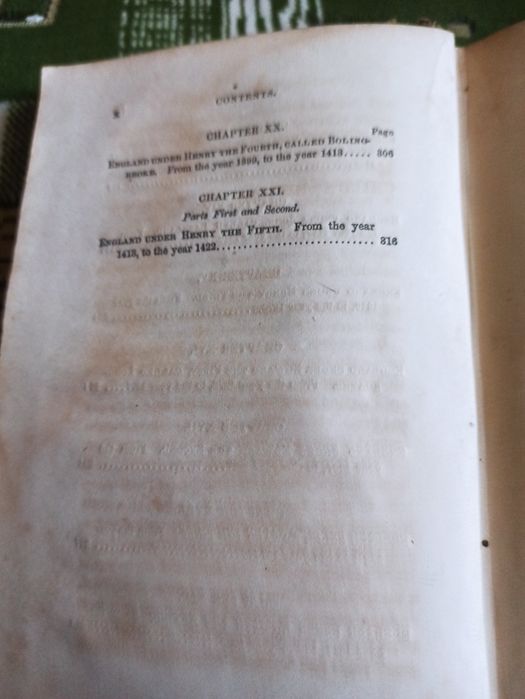 x
CONTENTS.
CHAPTER XX.
Page
ENGLAND UNDER HENRY THE FOURTH, CALLED BOLING-
BROKE. From the year 1399, to the year 1413..... 306
CHAPTER XXI.
Parts First and Second.
ENGLAND UNDER HENRY THE FIFTH. From the year
1413, to the year 1422........................... 316